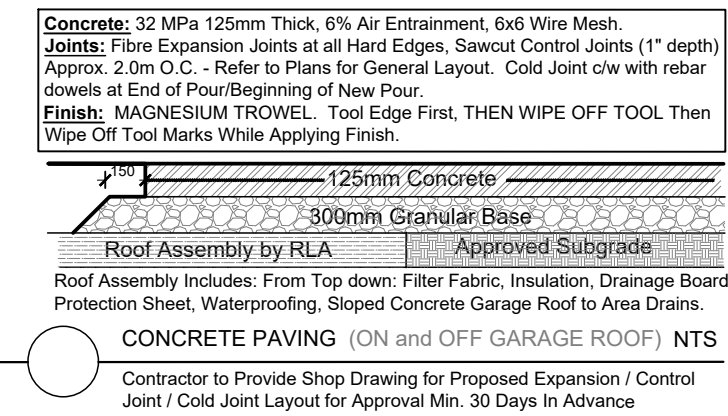 Concrete: 32 MPa 125mm Thick, 6% Air Entrainment, 6x6 Wire Mesh.
Joints: Fibre Expansion Joints at all Hard Edges, Sawcut Control Joints (1" depth)
Approx. 2.0m O.C. - Refer to Plans for General Layout. Cold Joint c/w with rebar
dowels at End of Pour/Beginning of New Pour.
Finish: MAGNESIUM TROWEL. Tool Edge First, THEN WIPE OFF TOOL Then
Wipe Off Tool Marks While Applying Finish.
150
125mm Concrete
300mm Granular Base
Roof Assembly by RLA
Approved Subgrade
Roof Assembly Includes: From Top down: Filter Fabric, Insulation, Drainage Board
Protection Sheet, Waterproofing, Sloped Concrete Garage Roof to Area Drains.
CONCRETE PAVING (ON and OFF GARAGE ROOF) NTS
Contractor to Provide Shop Drawing for Proposed Expansion / Control
Joint / Cold Joint Layout for Approval Min. 30 Days In Advance